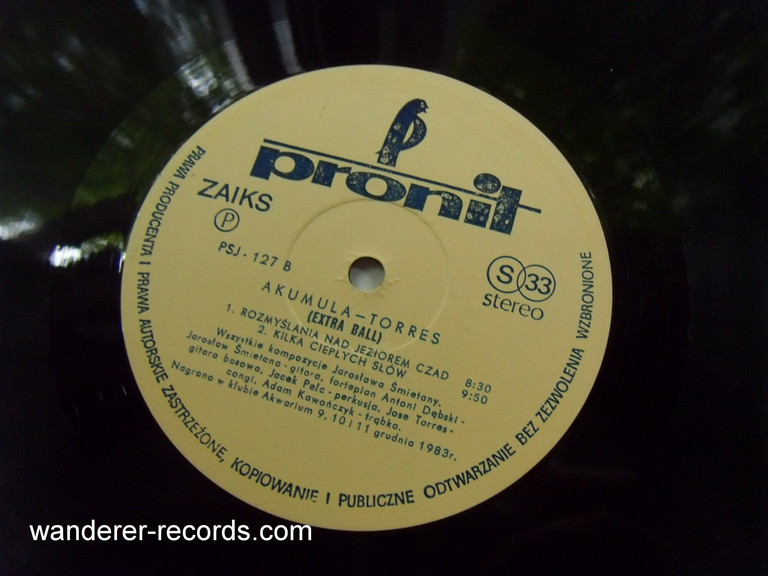 pronit
ZAIKS
P
PSJ - 127 B
S 33
stereo
AKUMULA – TORRES
(EXTRA BALL)
1. ROZMYŚLANIA NAD JEZIOREM CZAD 8:30
2. KILKA CIEPŁYCH SŁÓW 9:50
Wszystkie kompozycje Jarosława Śmietany.
Jarosław Śmietana - gitara, fortepian Antoni Dębski -
gitara basowa, Jacek Pelc - perkusja, Jose Torres -
congi, Adam Kawończyk - trąbka.
Nagrano w klubie Akwarium 9, 10 i 11 grudnia 1983r.
PRAWA PRODUCENTA I PRAWA AUTORSKIE ZASTRZEŻONE, KOPIOWANIE I PUBLICZNE ODTWARZANIE BEZ ZEZWOLENIA WZBRONIONE
wanderer-records.com